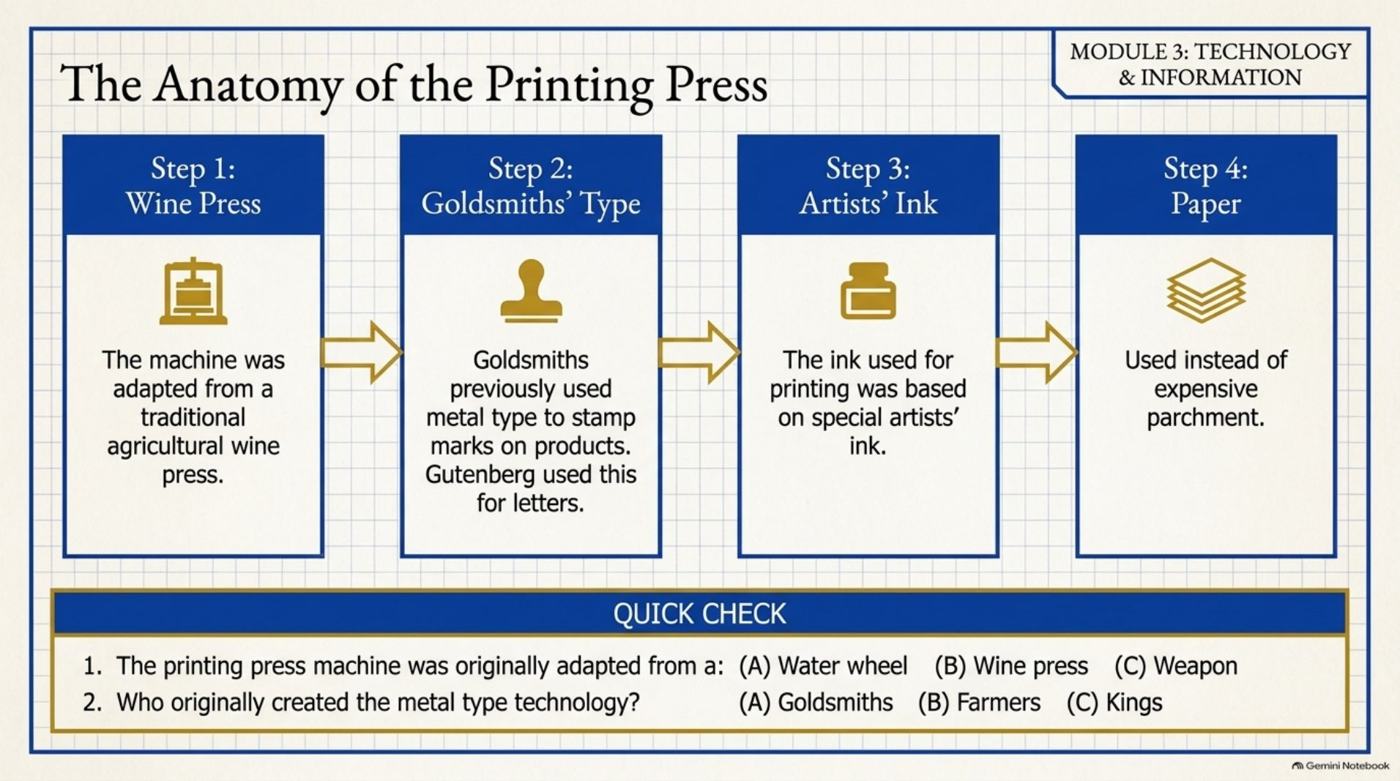 The Anatomy of the Printing Press
MODULE 3: TECHNOLOGY
& INFORMATION
Step 1:
Wine Press
The machine was
adapted from a
traditional
agricultural wine
press.
Step 2:
Goldsmiths’ Type
Goldsmiths
previously used
metal type to stamp
marks on products.
Gutenberg used this
for letters.
Step 3:
Artists’ Ink
The ink used for
printing was based
on special artists’
ink.
Step 4:
Paper
Used instead of
expensive
parchment.
QUICK CHECK
1. The printing press machine was originally adapted from a: (A) Water wheel (B) Wine press (C) Weapon
2. Who originally created the metal type technology? (A) Goldsmiths (B) Farmers (C) Kings
Gemini Notebook